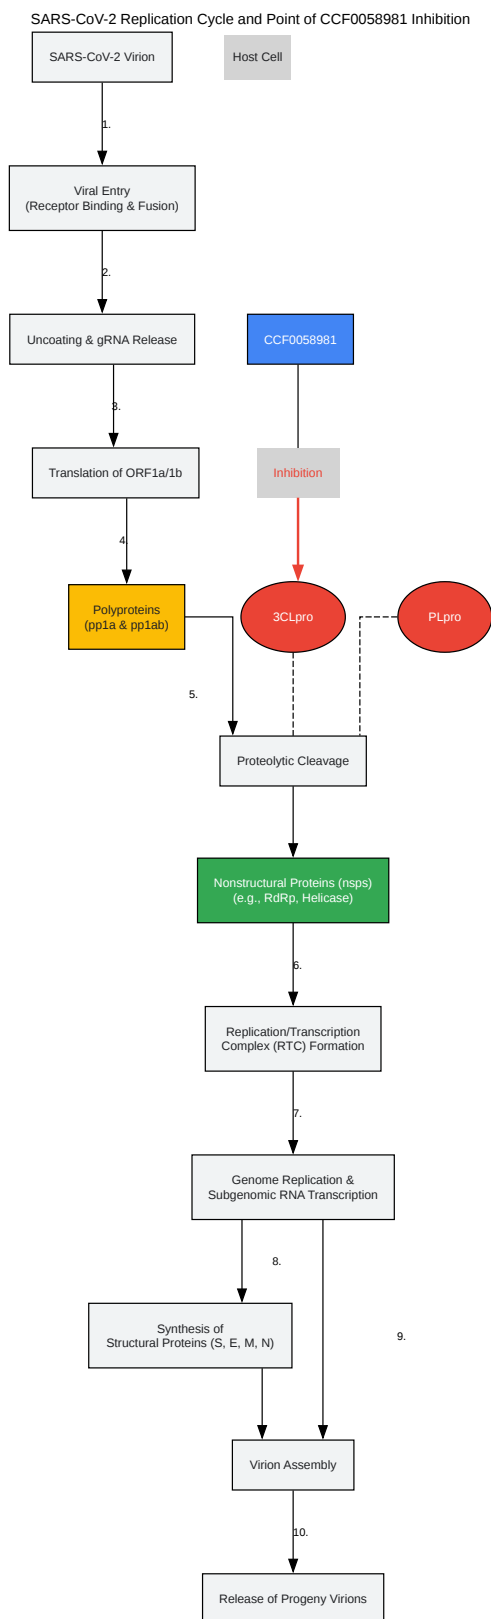 SARS-CoV-2 Replication Cycle and Point of CCF0058981 Inhibition
SARS-CoV-2 Virion
Host Cell
1.
Viral Entry
(Receptor Binding & Fusion)
2.
Uncoating & gRNA Release
CCF0058981
3.
Translation of ORF1a/1b
Inhibition
4.
Polyproteins
(pp1a & pp1ab)
3CLpro
PLpro
5.
Proteolytic Cleavage
Nonstructural Proteins (nsps)
(e.g., RdRp, Helicase)
6.
Replication/Transcription
Complex (RTC) Formation
7.
Genome Replication &
Subgenomic RNA Transcription
8.
Synthesis of
Structural Proteins (S, E, M, N)
9.
Virion Assembly
10.
Release of Progeny Virions